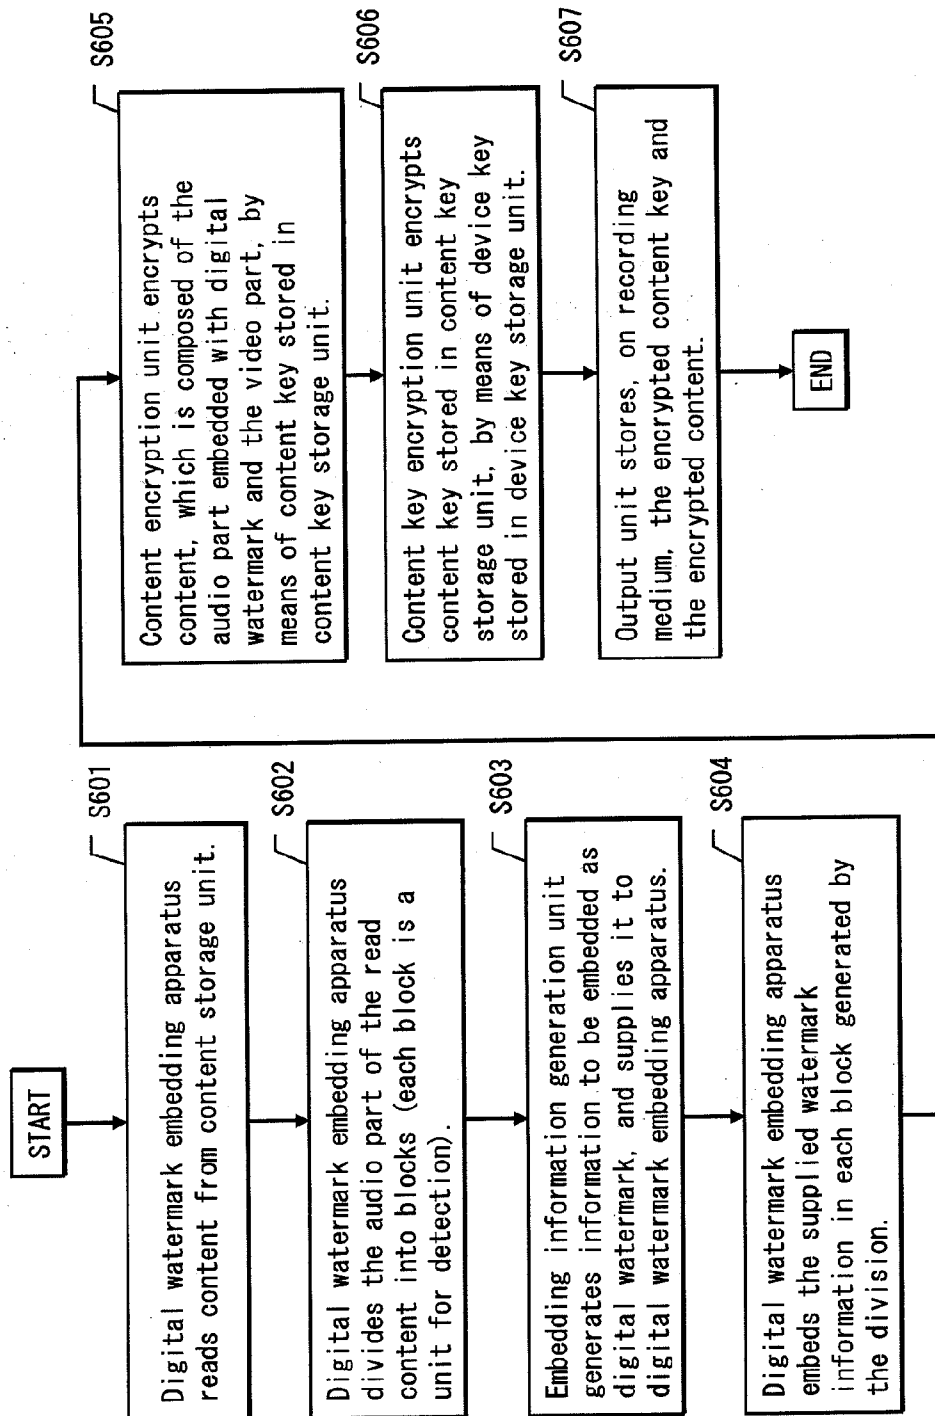 START
S601
Digital watermark embedding apparatus
reads content from content storage unit.
S602
Digital watermark embedding apparatus
divides the audio part of the read
content into blocks (each block is a
unit for detection).
S603
Embedding information generation unit
generates information to be embedded as
digital watermark, and supplies it to
digital watermark embedding apparatus.
S604
Digital watermark embedding apparatus
embeds the supplied watermark
information in each block generated by
the division.
S605
Content encryption unit encrypts
content, which is composed of the
audio part embedded with digital
watermark and the video part, by
means of content key stored in
content key storage unit.
S606
Content key encryption unit encrypts
content key stored in content key
storage unit, by means of device key
stored in device key storage unit.
S607
Output unit stores, on recording
medium, the encrypted content key and
the encrypted content.
END